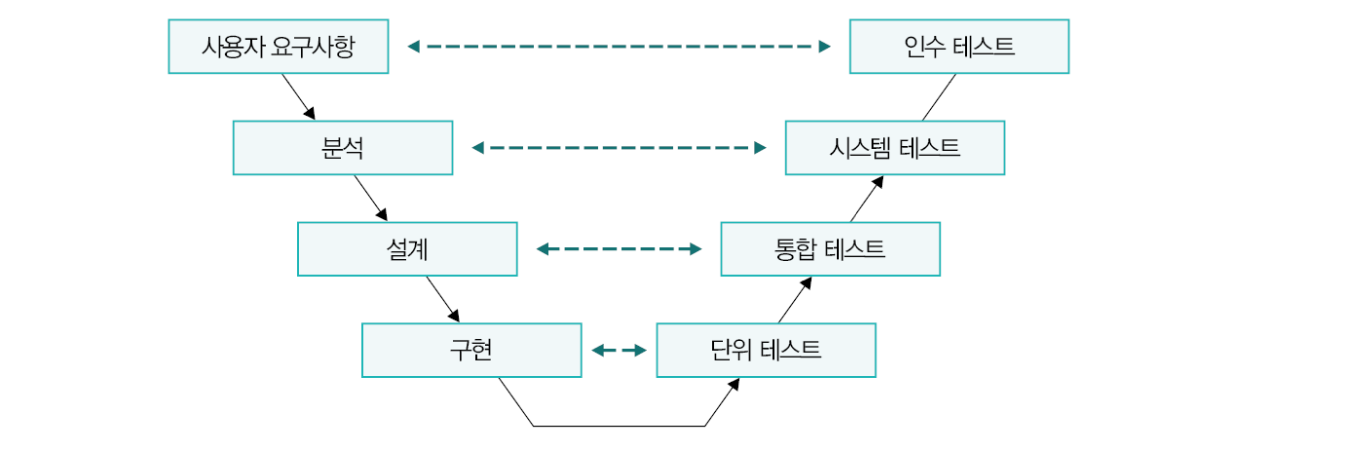 사용자 요구사항
인수 테스트
분석
시스템 테스트
설계
통합 테스트
구현
단위 테스트